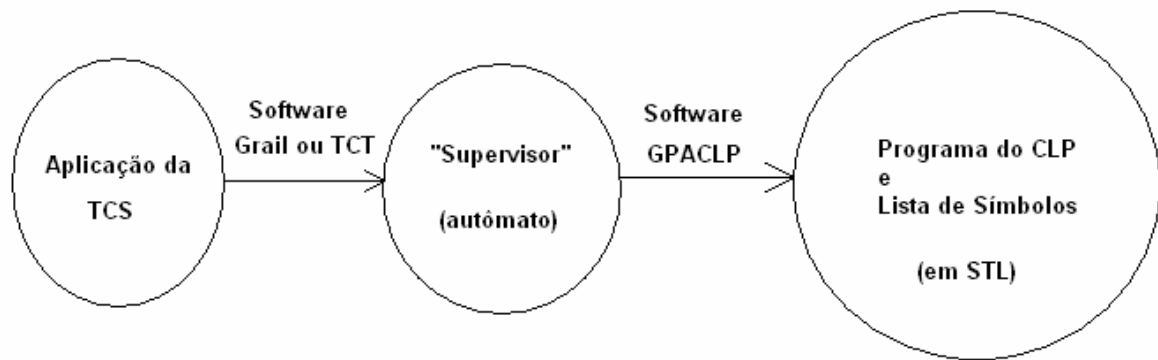 Aplicação da
TCS
Software
Grail ou TCT
"Supervisor"
(autômato)
Software
GPACLP
Programa do CLP
e
Lista de Símbolos
(em STL)